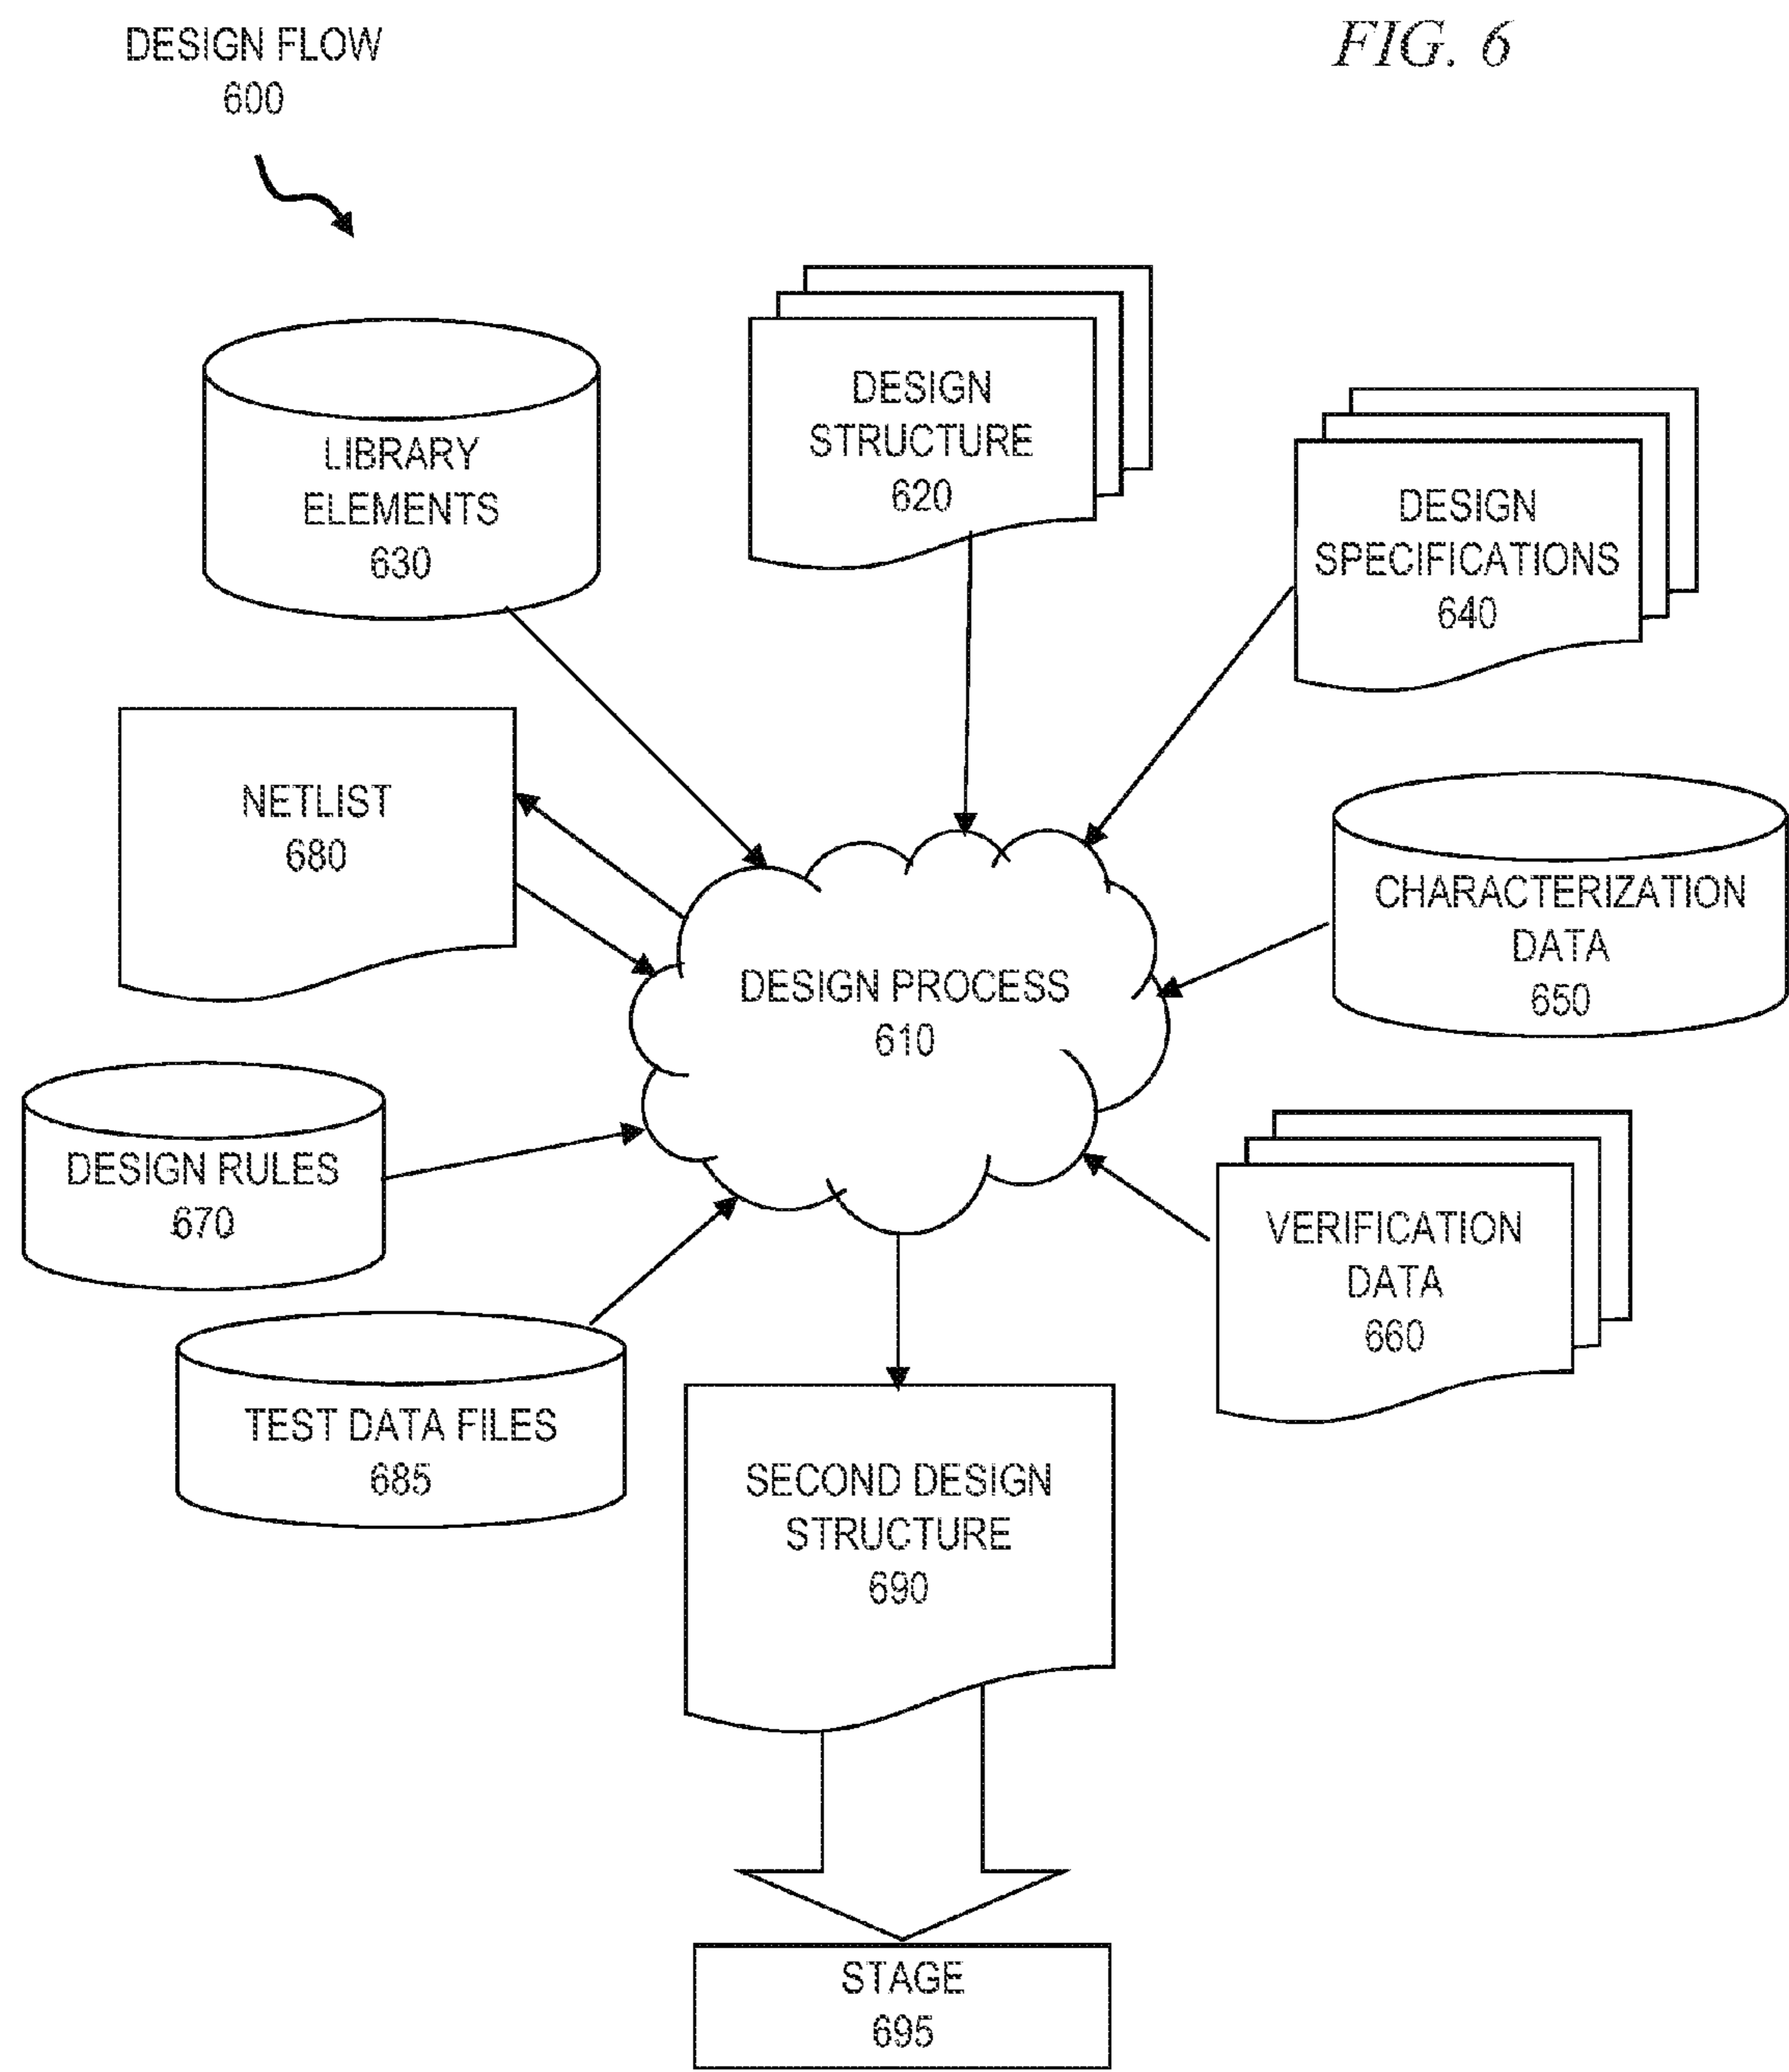 FIG. 6
DESIGN FLOW
600
DESIGN
STRUCTURE
620
LIBRARY
ELEMENTS
630
DESIGN
SPECIFICATIONS
640
NETLIST
680
CHARACTERIZATION
DATA
650
DESIGN PROCESS
610
DESIGN RULES
670
VERIFICATION
DATA
660
TEST DATA FILES
685
SECOND DESIGN
STRUCTURE
690
STAGE
695